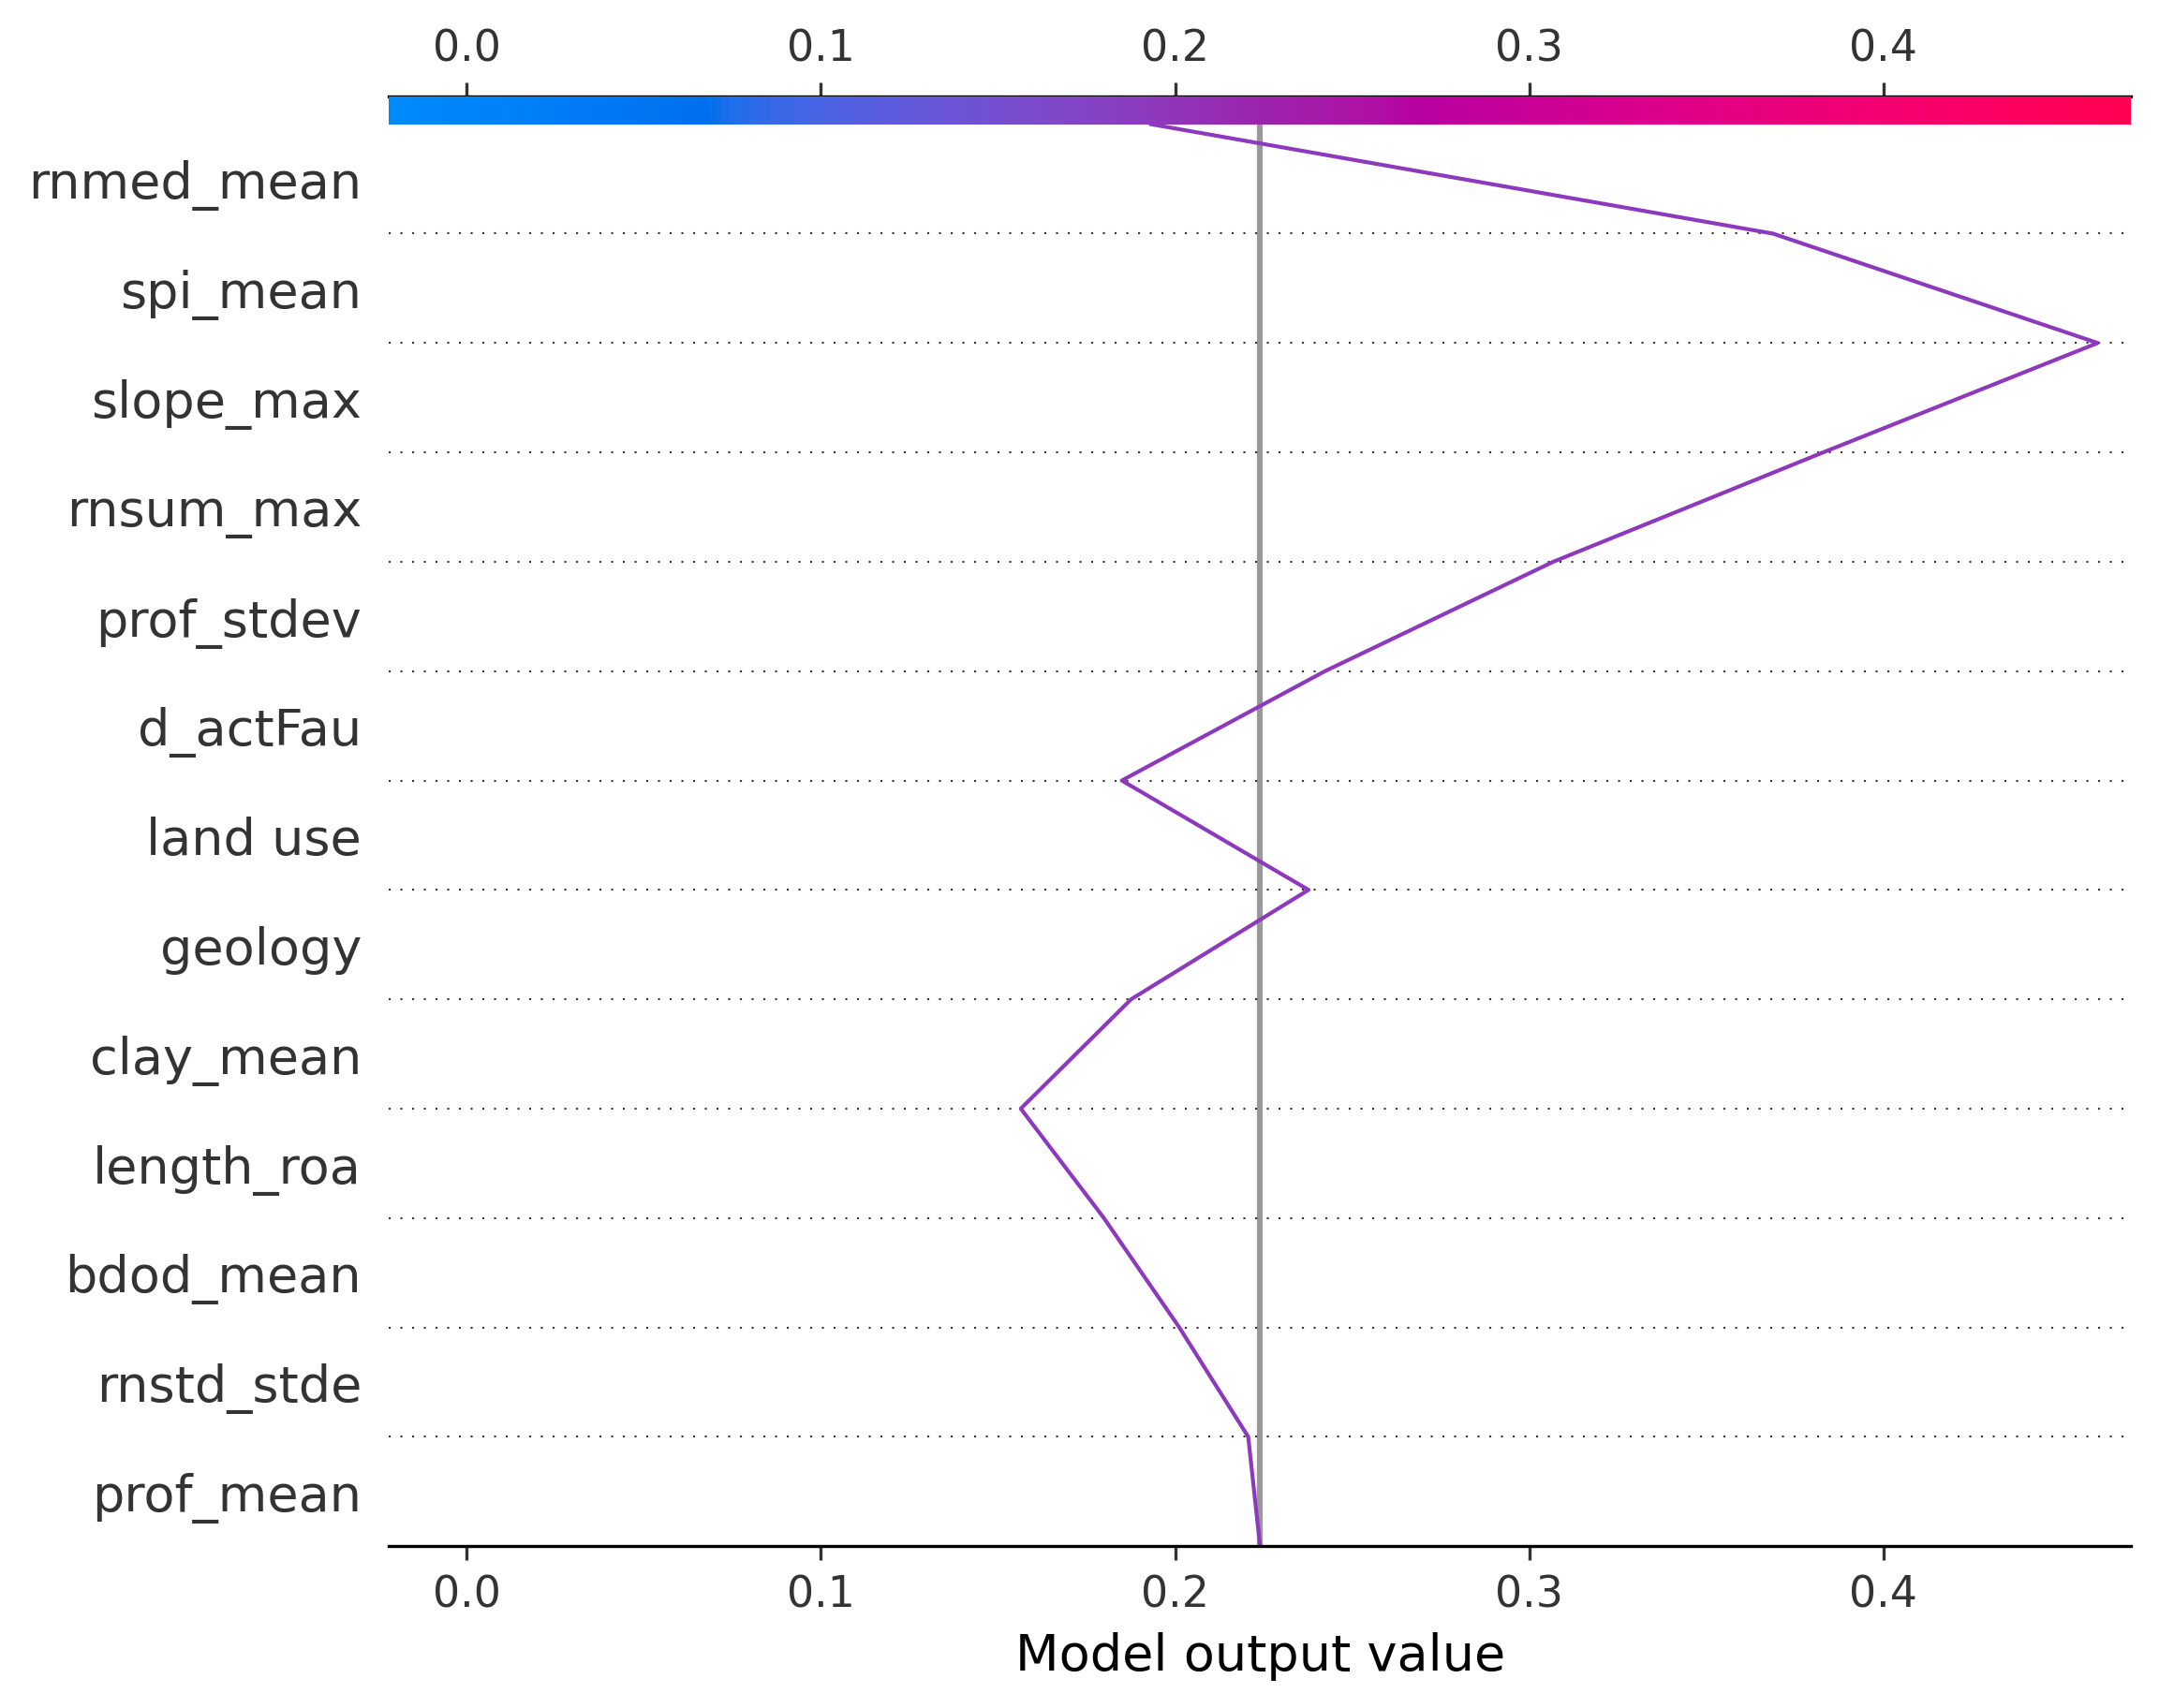 0.0 0.1 0.2 0.3 0.4
rnmed_mean
spi_mean
slope_max
rnsum_max
prof_stdev
d_actFau
land use
geology
clay_mean
length_roa
bdod_mean
rnstd_stde
prof_mean
0.0 0.1 0.2 0.3 0.4
Model output value